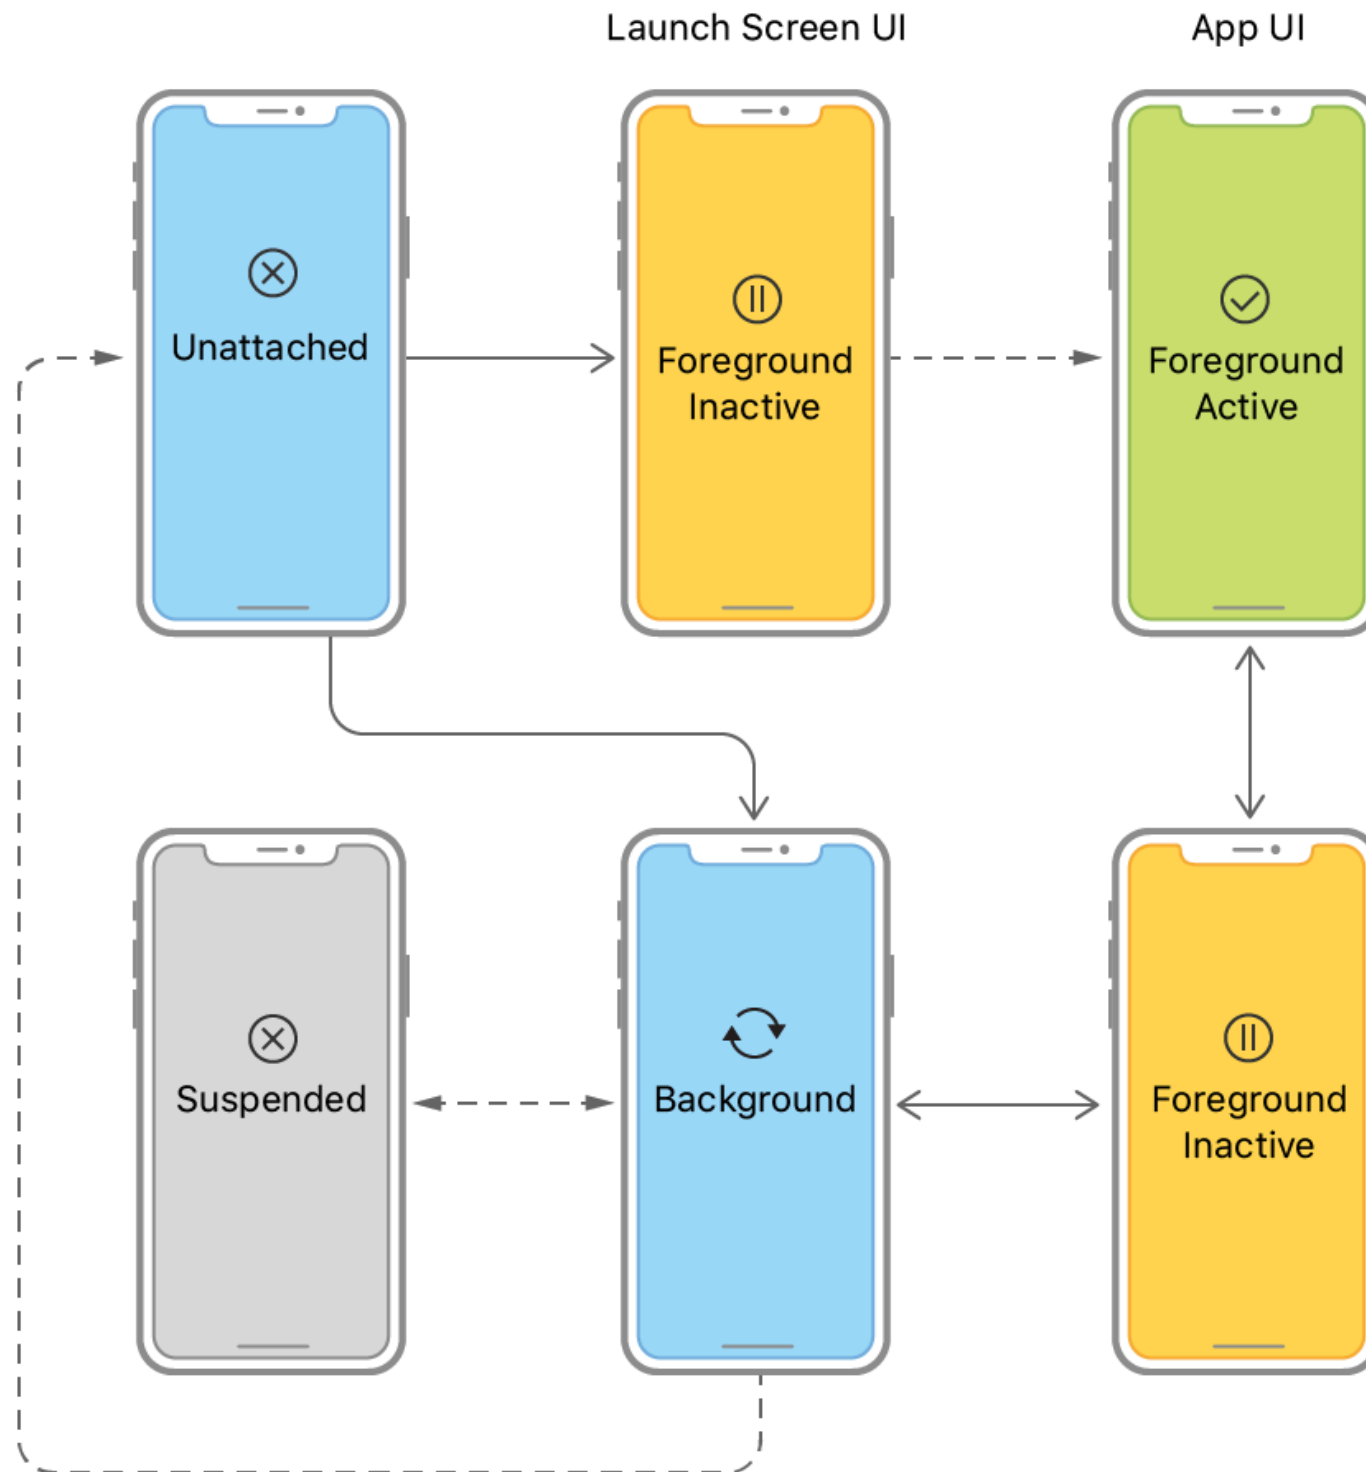 Launch Screen UI
App UI
Unattached
Foreground
Inactive
Foreground
Active
Suspended
Background
Foreground
Inactive